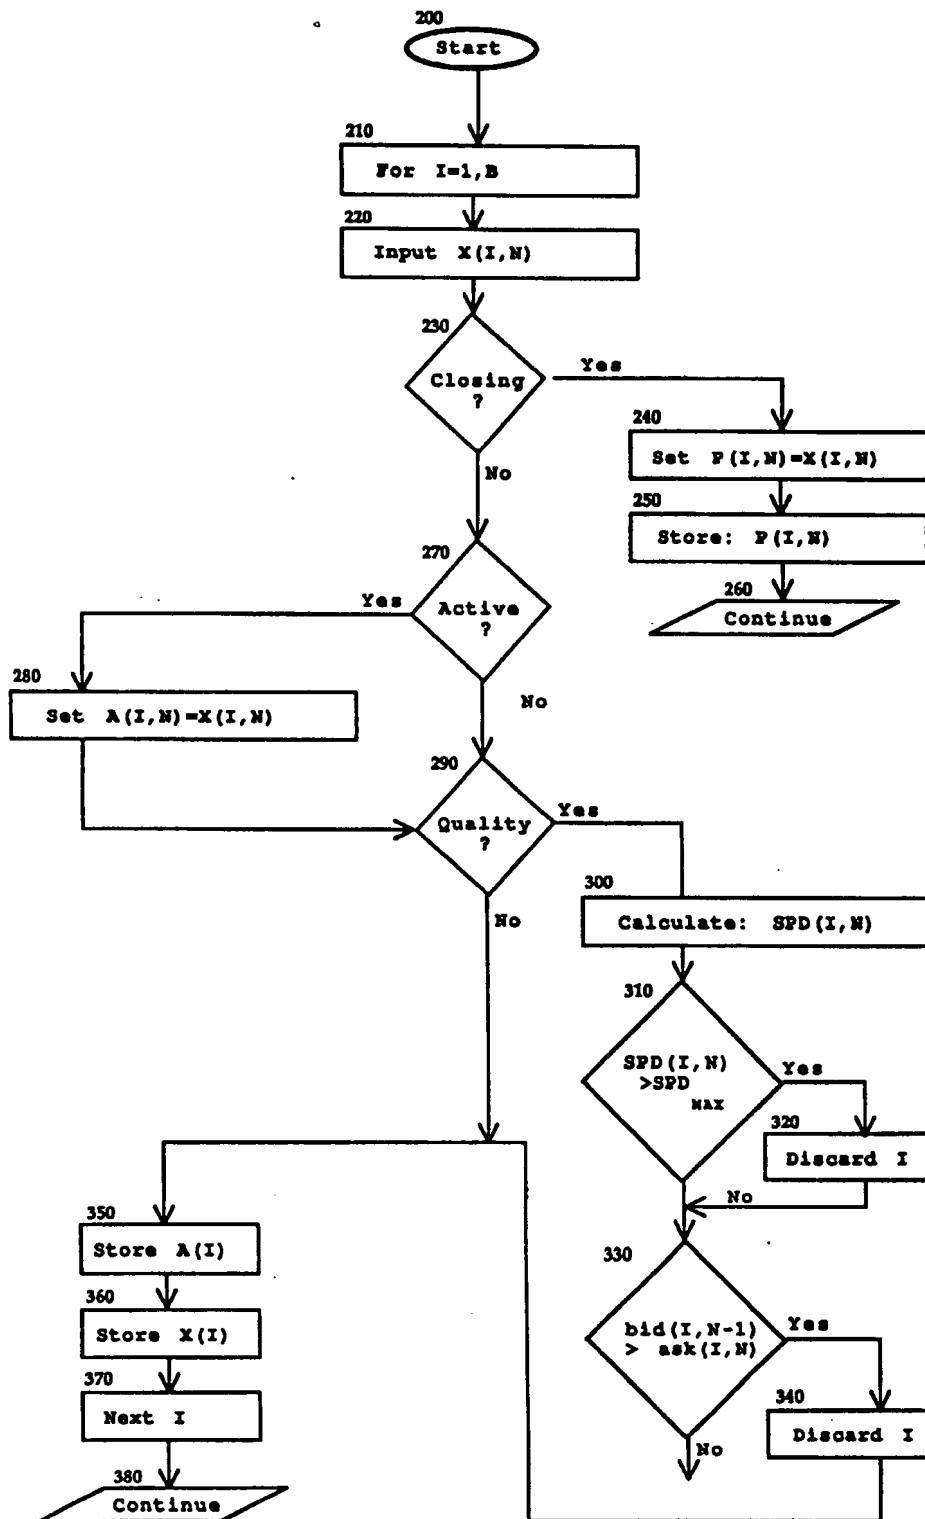 200
Start
210
For I=1,B
220
Input X(I,N)
230
Closing
?
Yes
No
240
Set P(I,N)=X(I,N)
250
Store: P(I,N)
260
Continue
270
Active
?
Yes
No
280
Set A(I,N)=X(I,N)
290
Quality
?
Yes
No
300
Calculate: SPD(I,N)
310
SPD(I,N)
>SPD
MAX
Yes
No
320
Discard I
330
bid(I,N-1)
> ask(I,N)
Yes
No
340
Discard I
350
Store A(I)
360
Store X(I)
370
Next I
380
Continue